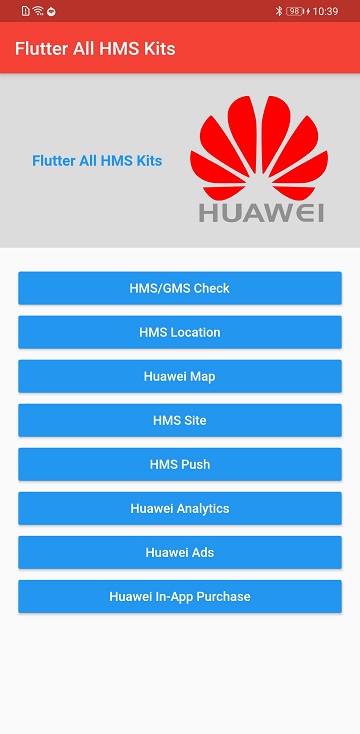 98 10:39
Flutter All HMS Kits
Flutter All HMS Kits
HUAWEI
HMS/GMS Check
HMS Location
Huawei Map
HMS Site
HMS Push
Huawei Analytics
Huawei Ads
Huawei In-App Purchase